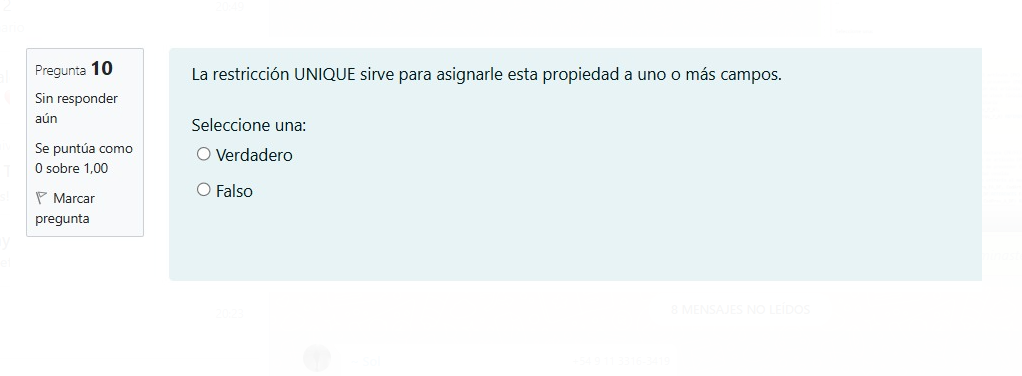 Pregunta 10
Sin responder
aún
Se puntúa como
0 sobre 1,00
Marcar
pregunta
La restricción UNIQUE sirve para asignarle esta propiedad a uno o más campos.
Seleccione una:
Verdadero
Falso
8 MENSAJES NO LEÍDOS